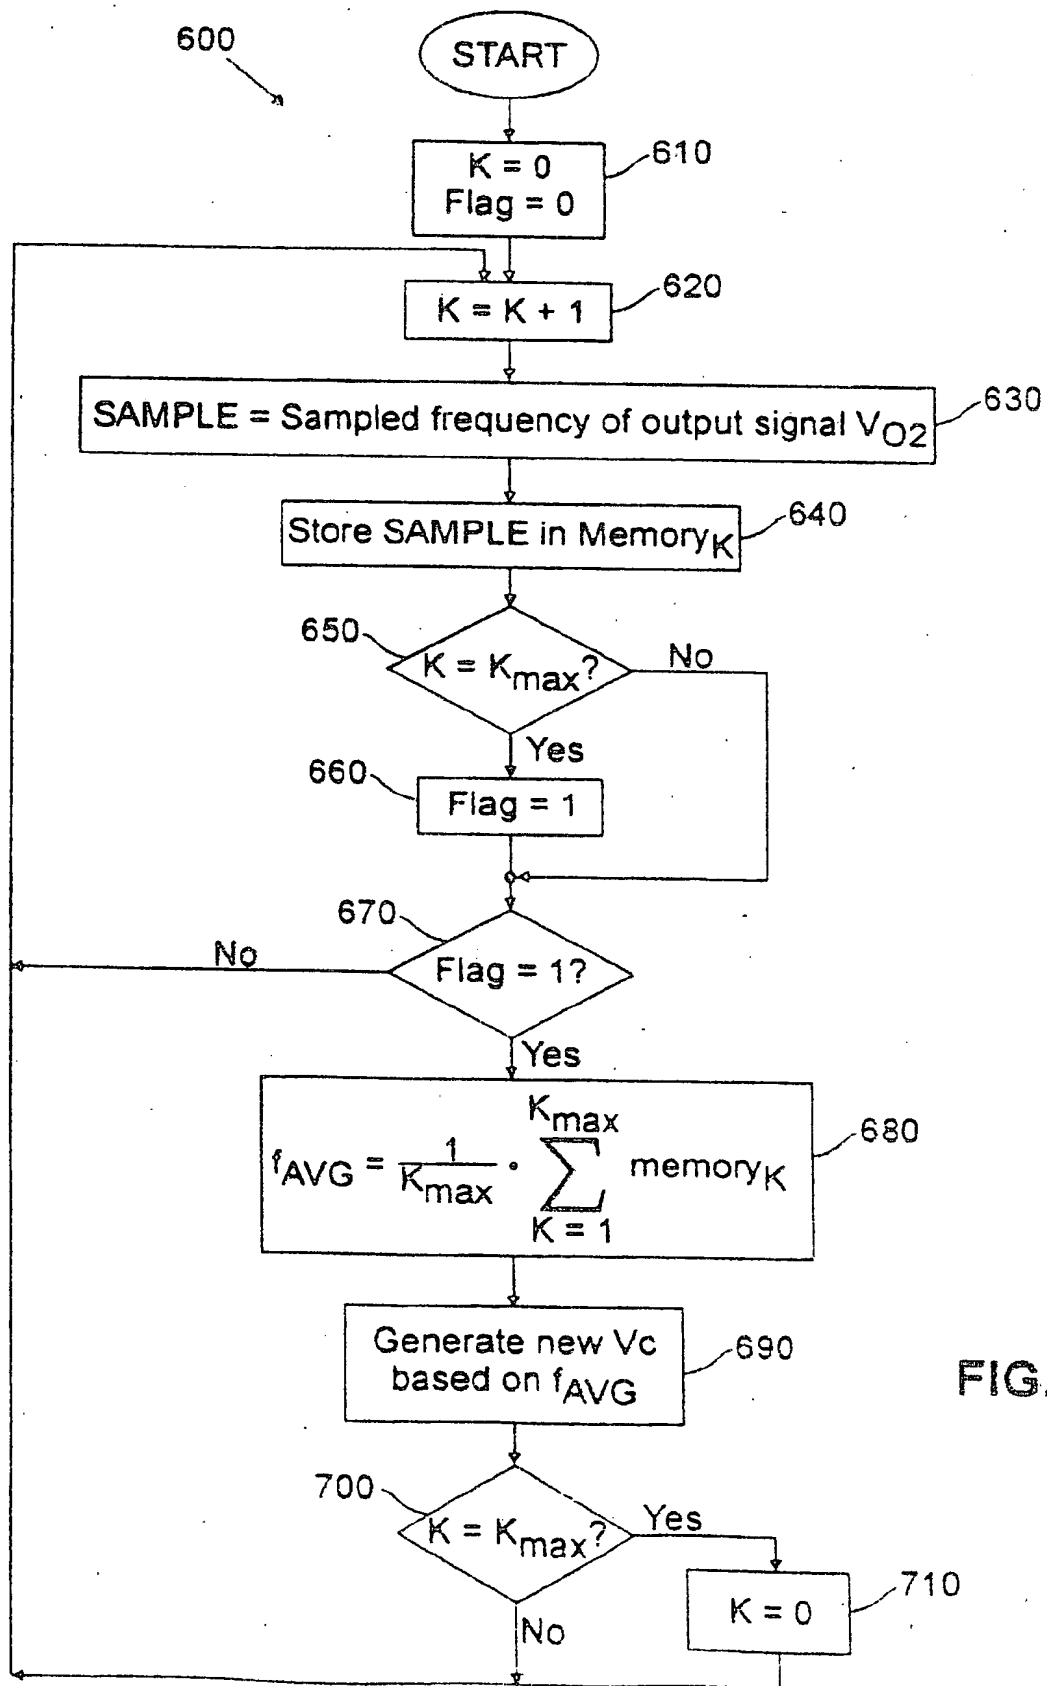 600
START
K = 0
Flag = 0
610
K = K + 1
620
SAMPLE = Sampled frequency of output signal VO2
630
Store SAMPLE in MemoryK
640
650
K = Kmax?
No
Yes
660
Flag = 1
670
No
Flag = 1?
Yes
fAVG = 1/Kmax · Kmax ∑ K = 1 memoryK
680
Generate new Vc
based on fAVG
690
FIG.
700
K = Kmax?
Yes
710
K = 0
No